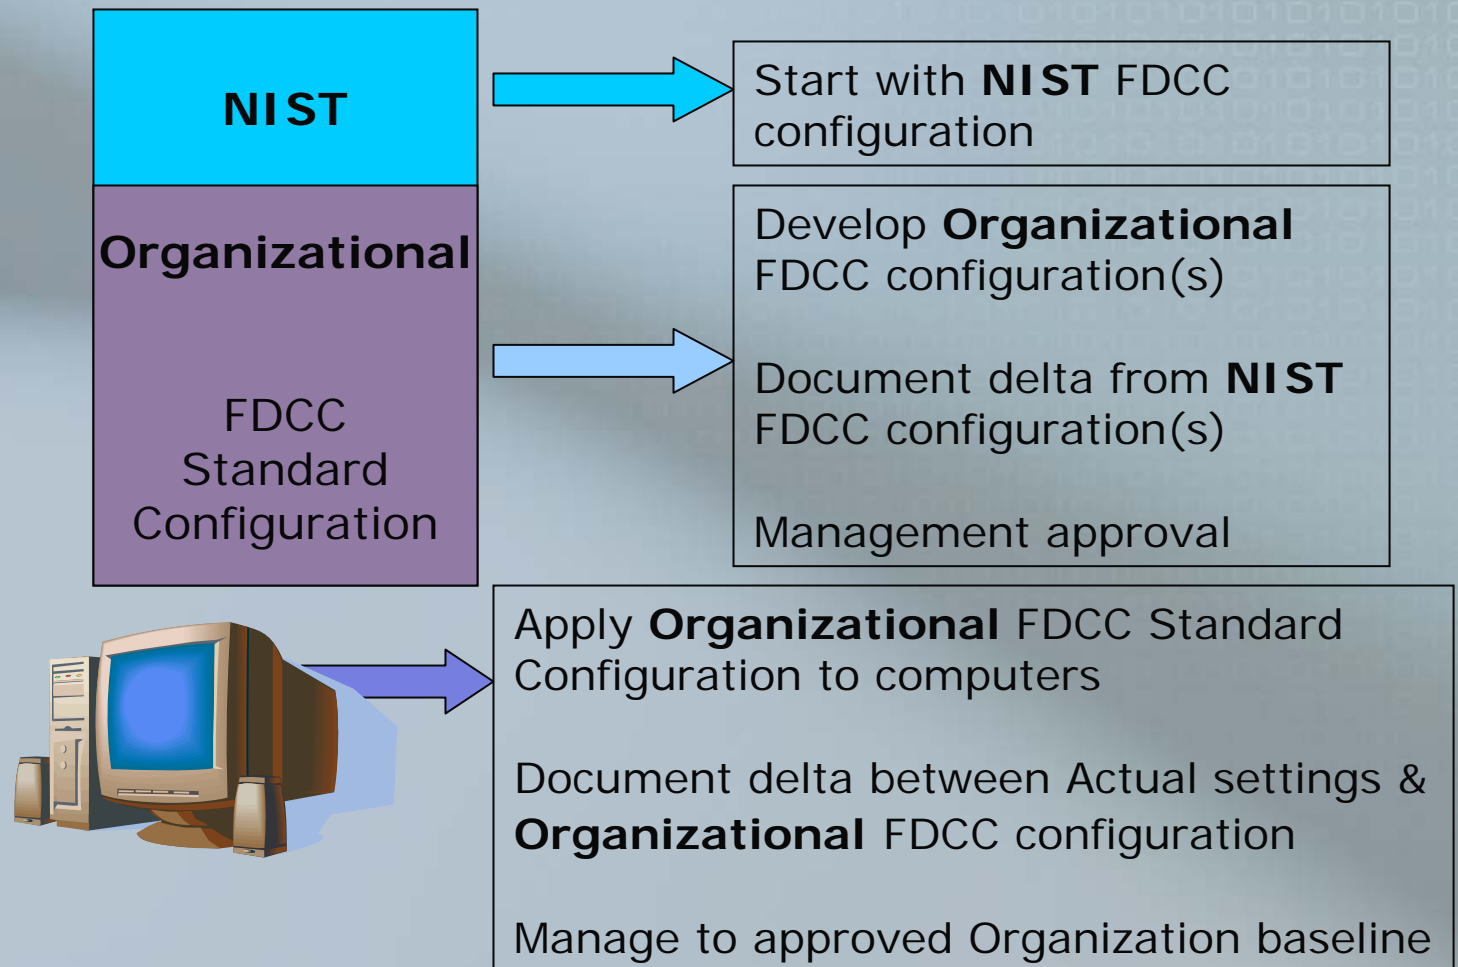 NIST
Organizational
FDCC
Standard
Configuration
Start with NIST FDCC
configuration
Develop Organizational
FDCC configuration(s)
Document delta from NIST
FDCC configuration(s)
Management approval
Apply Organizational FDCC Standard
Configuration to computers
Document delta between Actual settings &
Organizational FDCC configuration
Manage to approved Organization baseline